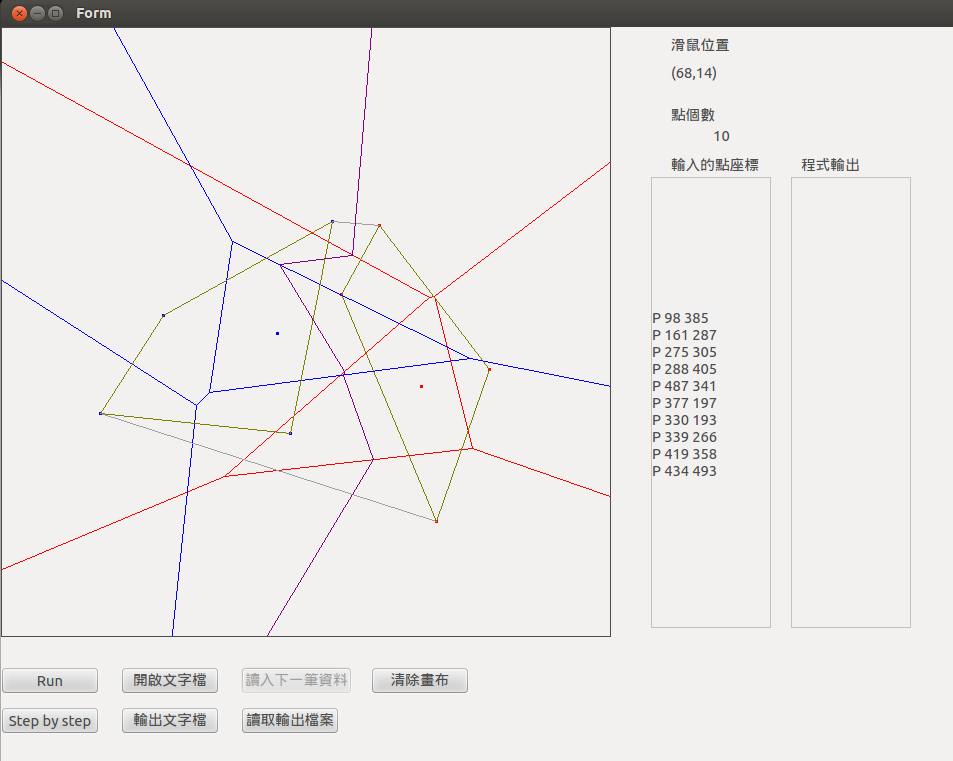 Form
滑鼠位置
(68,14)
點個數
10
輸入的點座標
程式輸出
P 98 385
P 161 287
P 275 305
P 288 405
P 487 341
P 377 197
P 330 193
P 339 266
P 419 358
P 434 493
Run
開啟文字檔
讀入下一筆資料
清除畫布
Step by step
輸出文字檔
讀取輸出檔案